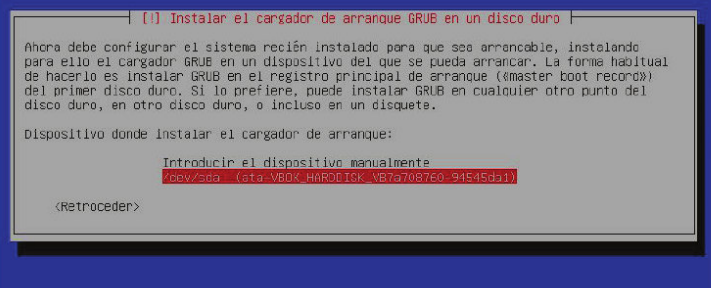 [!] Instalar el cargador de arranque GRUB en un disco duro
Ahora debe configurar el sistema recién instalado para que sea arrancable, instalando
para ello el cargador GRUB en un dispositivo del que se pueda arrancar. La forma habitual
de hacerlo es instalar GRUB en el registro principal de arranque («master boot record»)
del primer disco duro. Si lo prefiere, puede instalar GRUB en cualquier otro punto del
disco duro, en otro disco duro, o incluso en un disquete.
Dispositivo donde instalar el cargador de arranque:
Introducir el dispositivo manualmente
/dev/sda (ata-VBOX_HARDDISK_VB7a708760-94545da1)
<Retroceder>